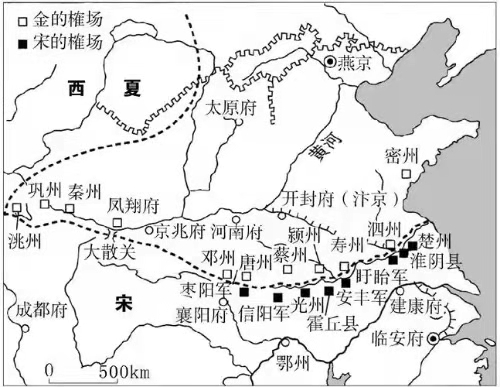 □ 金的榷场
■ 宋的榷场
燕京
西 夏
太原府
黄河
密州
巩州
秦州
凤翔府
开封府（汴京）
洮州
京兆府
河南府
颍州
寿州
泗州
楚州
大散关
邓州
唐州
蔡州
淮阴县
盱眙军
宋
枣阳军
光州
安丰军
成都府
襄阳府
信阳军
霍丘县
建康府
鄂州
临安府
0 500km